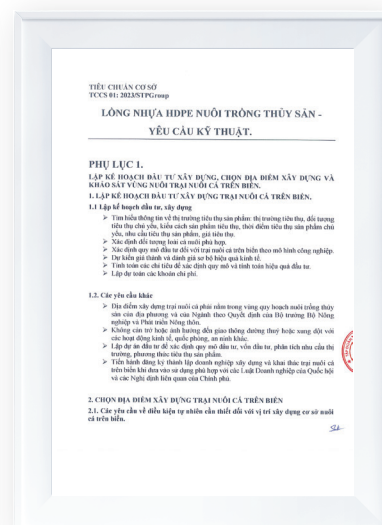 TIÊU CHUẨN CƠ SỞ
TCCS 01: 2023/STPGroup
LỒNG NHỰA HDPE NUÔI TRỒNG THỦY SẢN -
YÊU CẦU KỸ THUẬT.
PHỤ LỤC 1.
LẬP KẾ HOẠCH ĐẦU TƯ XÂY DỰNG, CHỌN ĐỊA ĐIỂM XÂY DỰNG VÀ
KHẢO SÁT VÙNG NUÔI TRẠI NUÔI CÁ TRÊN BIỂN.
1. LẬP KẾ HOẠCH ĐẦU TƯ XÂY DỰNG TRẠI NUÔI CÁ TRÊN BIỂN.
1.1 Lập kế hoạch đầu tư, xây dựng
➢ Tìm hiểu thông tin về thị trường tiêu thụ sản phẩm: thị trường tiêu thụ, đối tượng
tiêu thụ chủ yếu, kiểu cách sản phẩm tiêu thụ, thời điểm tiêu thụ sản phẩm chủ
yếu, nhu cầu tiêu thụ sản phẩm, giá tiêu thụ.
➢ Xác định đối tượng loài cá nuôi phù hợp.
➢ Xác định quy mô đầu tư đối với trại nuôi cá trên biển theo mô hình công nghiệp.
➢ Dự kiến giá thành và đánh giá sơ bộ hiệu quả kinh tế.
➢ Tính toán các chỉ tiêu để xác định quy mô và tính toán hiệu quả đầu tư.
➢ Lập dự toán các khoản chi phí.
1.2. Các yêu cầu khác
➢ Địa điểm xây dựng trại nuôi cá phải nằm trong vùng quy hoạch nuôi trồng thủy
sản của địa phương và của Ngành theo Quyết định của Bộ trưởng Bộ Nông
nghiệp và Phát triển Nông thôn.
➢ Không cản trở hoặc ảnh hưởng đến giao thông đường thuỷ hoặc xung đột với
các hoạt động kinh tế, quốc phòng, an ninh khác.
➢ Lập dự án đầu tư để xác định quy mô đầu tư, vốn đầu tư, phân tích nhu cầu thị
trường, phương thức tiêu thụ sản phẩm.
➢ Tiến hành đăng ký thành lập doanh nghiệp xây dựng và khai thác trại nuôi cá
trên biển khi đưa vào sử dụng phù hợp với các Luật Doanh nghiệp của Quốc hội
và các Nghị định liên quan của Chính phủ.
2. CHỌN ĐỊA ĐIỂM XÂY DỰNG TRẠI NUÔI CÁ TRÊN BIỂN
2.1. Các yêu cầu về điều kiện tự nhiên cần thiết đối với vị trí xây dựng cơ sở nuôi
cá trên biển.